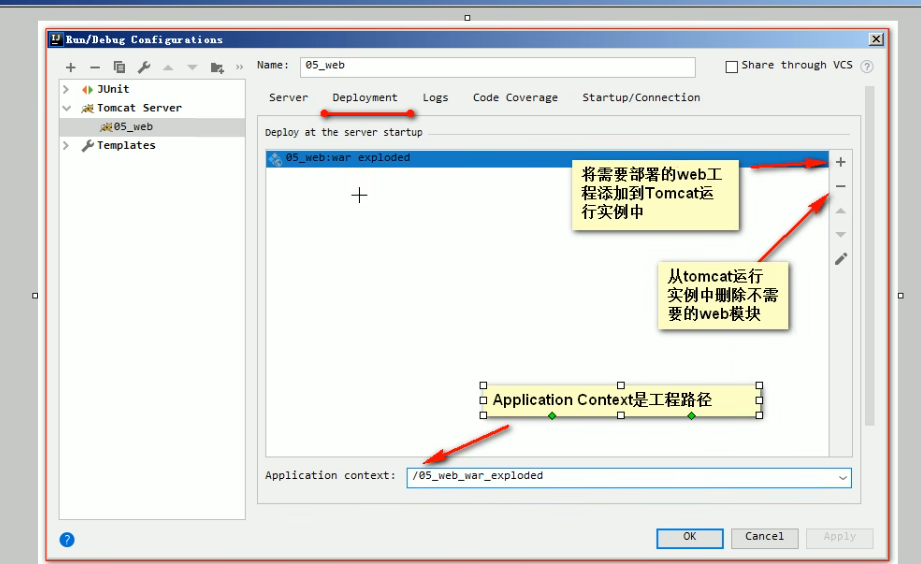 Run/Debug Configurations
Name: 05_web
Share through VCS
JUnit
Tomcat Server
05_web
Templates
Server Deployment Logs Code Coverage Startup/Connection
Deploy at the server startup
05_web:war exploded
将需要部署的web工
程添加到Tomcat运
行实例中
从tomcat运行
实例中删除不需
要的web模块
Application Context是工程路径
Application context: /05_web_war_exploded
OK Cancel Apply